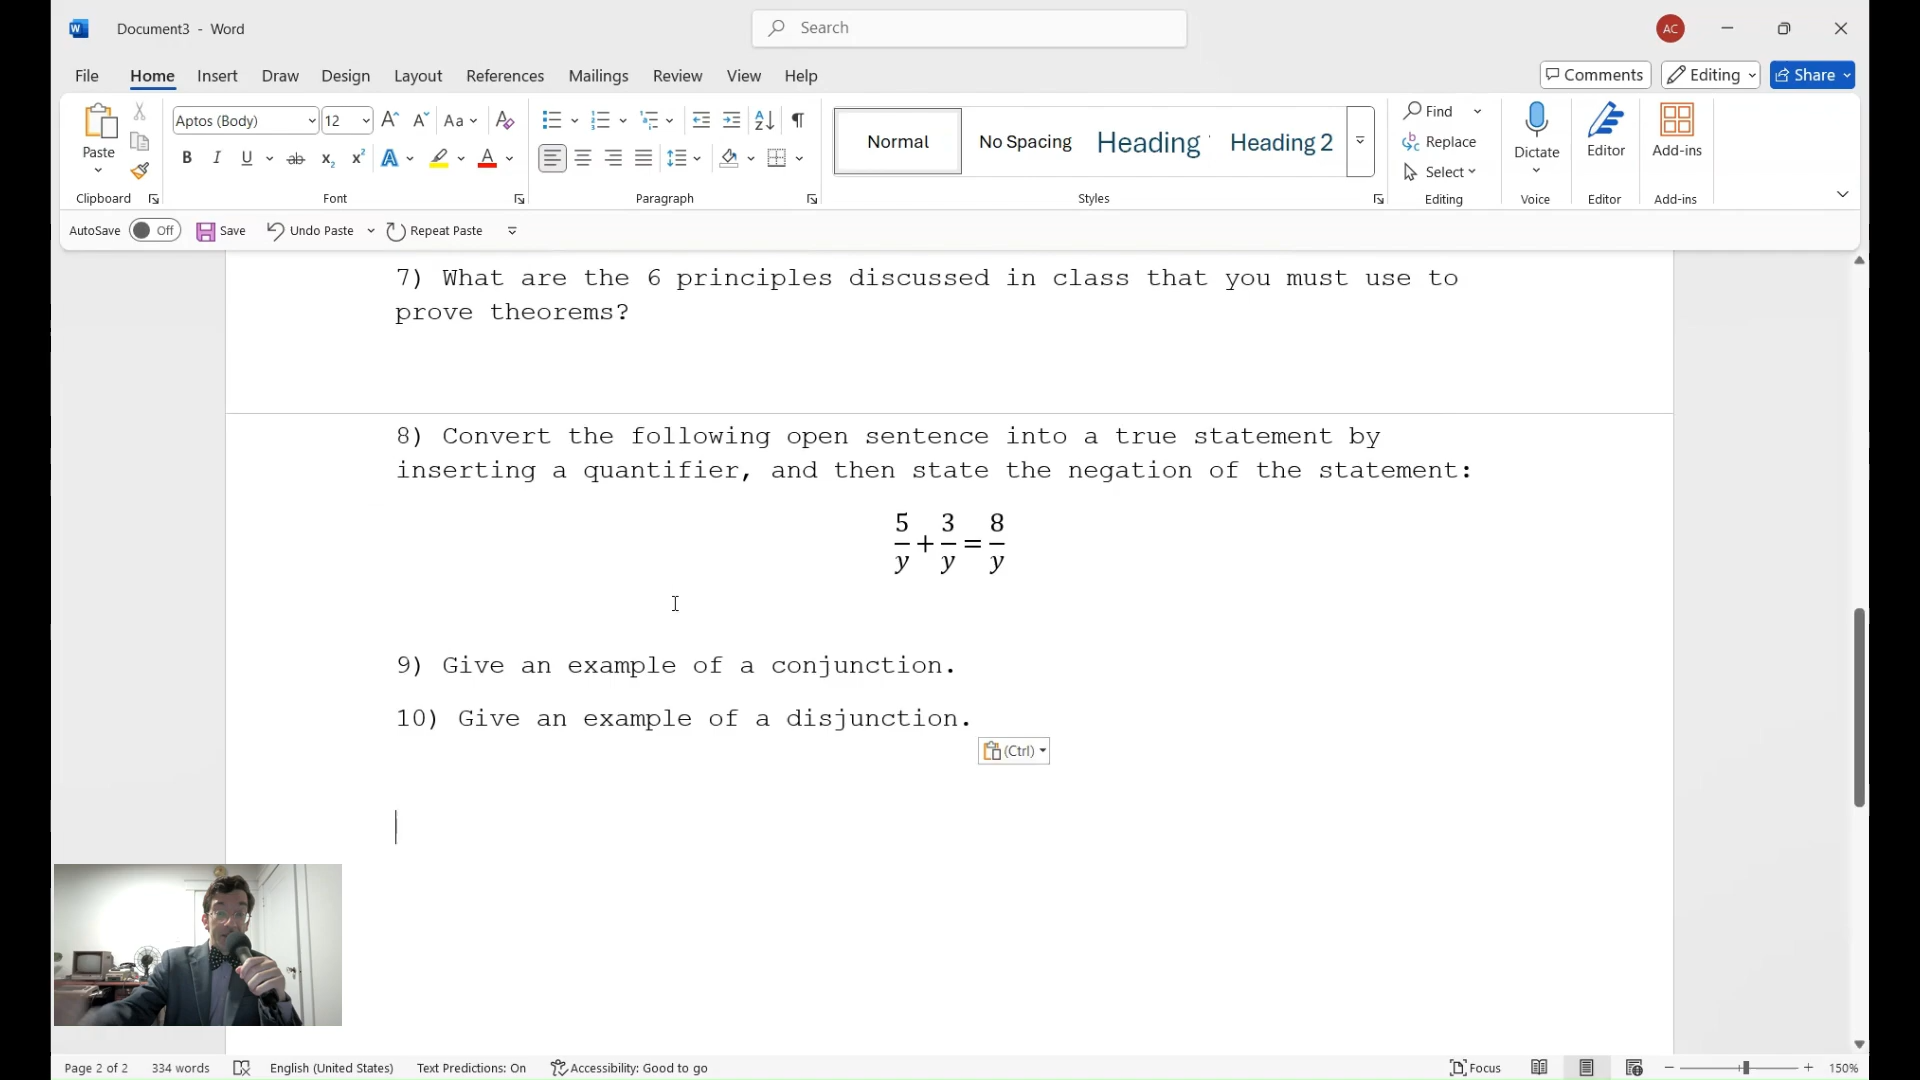 Document3 - Word
Search
AC
File Home Insert Draw Design Layout References Mailings Review View Help
Comments Editing Share
Aptos (Body) 12
Paste
Clipboard Font Paragraph
Normal No Spacing Heading Heading 2
Styles
Find
Replace
Select
Editing
Dictate
Voice
Editor
Editor
Add-ins
Add-ins
AutoSave Off Save Undo Paste Repeat Paste
7) What are the 6 principles discussed in class that you must use to
prove theorems?
8) Convert the following open sentence into a true statement by
inserting a quantifier, and then state the negation of the statement:
5/y + 3/y = 8/y
9) Give an example of a conjunction.
10) Give an example of a disjunction.
(Ctrl)
Page 2 of 2 334 words English (United States) Text Predictions: On Accessibility: Good to go Focus 150%